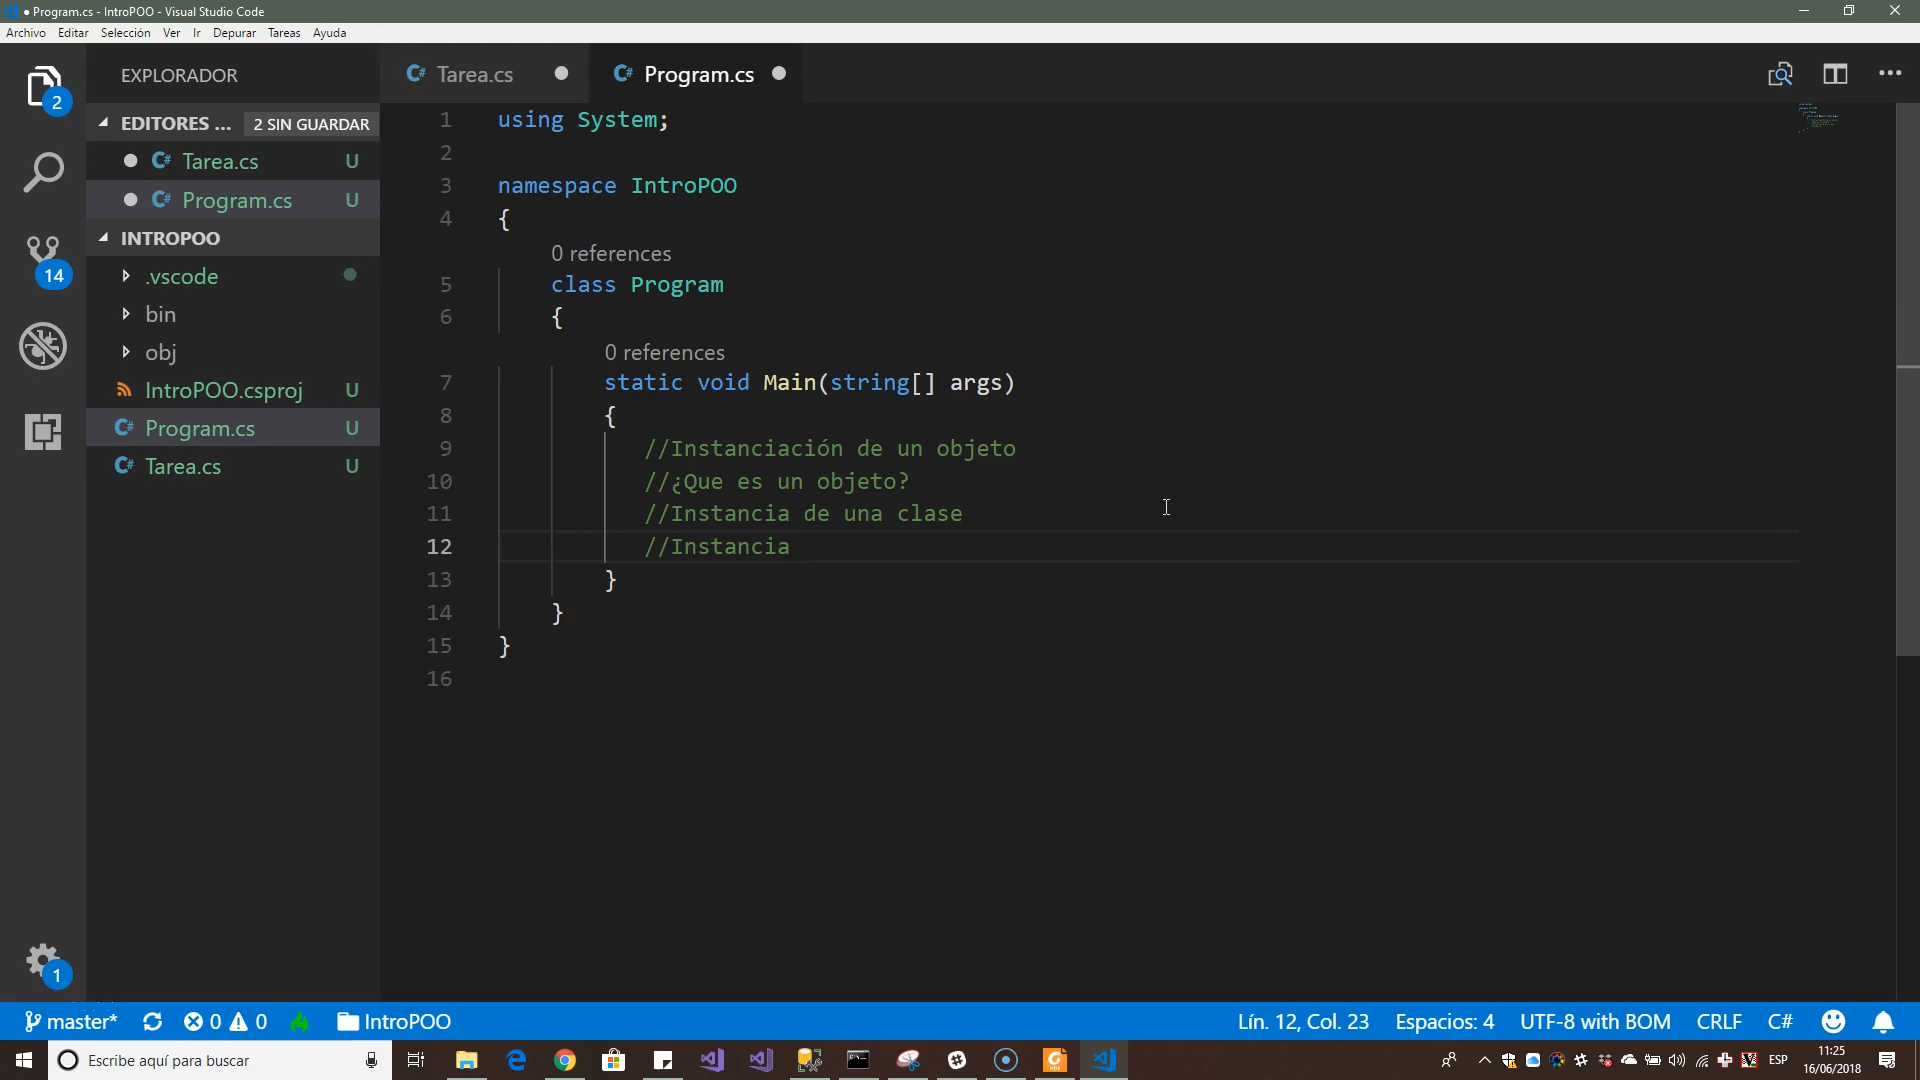 Program.cs - IntroPOO - Visual Studio Code
Archivo Editar Selección Ver Ir Depurar Tareas Ayuda
2
14
1
EXPLORADOR
EDITORES ... 2 SIN GUARDAR
Tarea.cs U
Program.cs U
INTROPOO
.vscode
bin
obj
IntroPOO.csproj U
Program.cs U
Tarea.cs U
Tarea.cs Program.cs
1 using System;
2
3 namespace IntroPOO
4 {
0 references
5 class Program
6 {
0 references
7 static void Main(string[] args)
8 {
9 //Instanciación de un objeto
10 //¿Que es un objeto?
11 //Instancia de una clase
12 //Instancia
13 }
14 }
15 }
16
master* 0 0 IntroPOO Lín. 12, Col. 23 Espacios: 4 UTF-8 with BOM CRLF C#
Escribe aquí para buscar ESP 11:25
16/06/2018